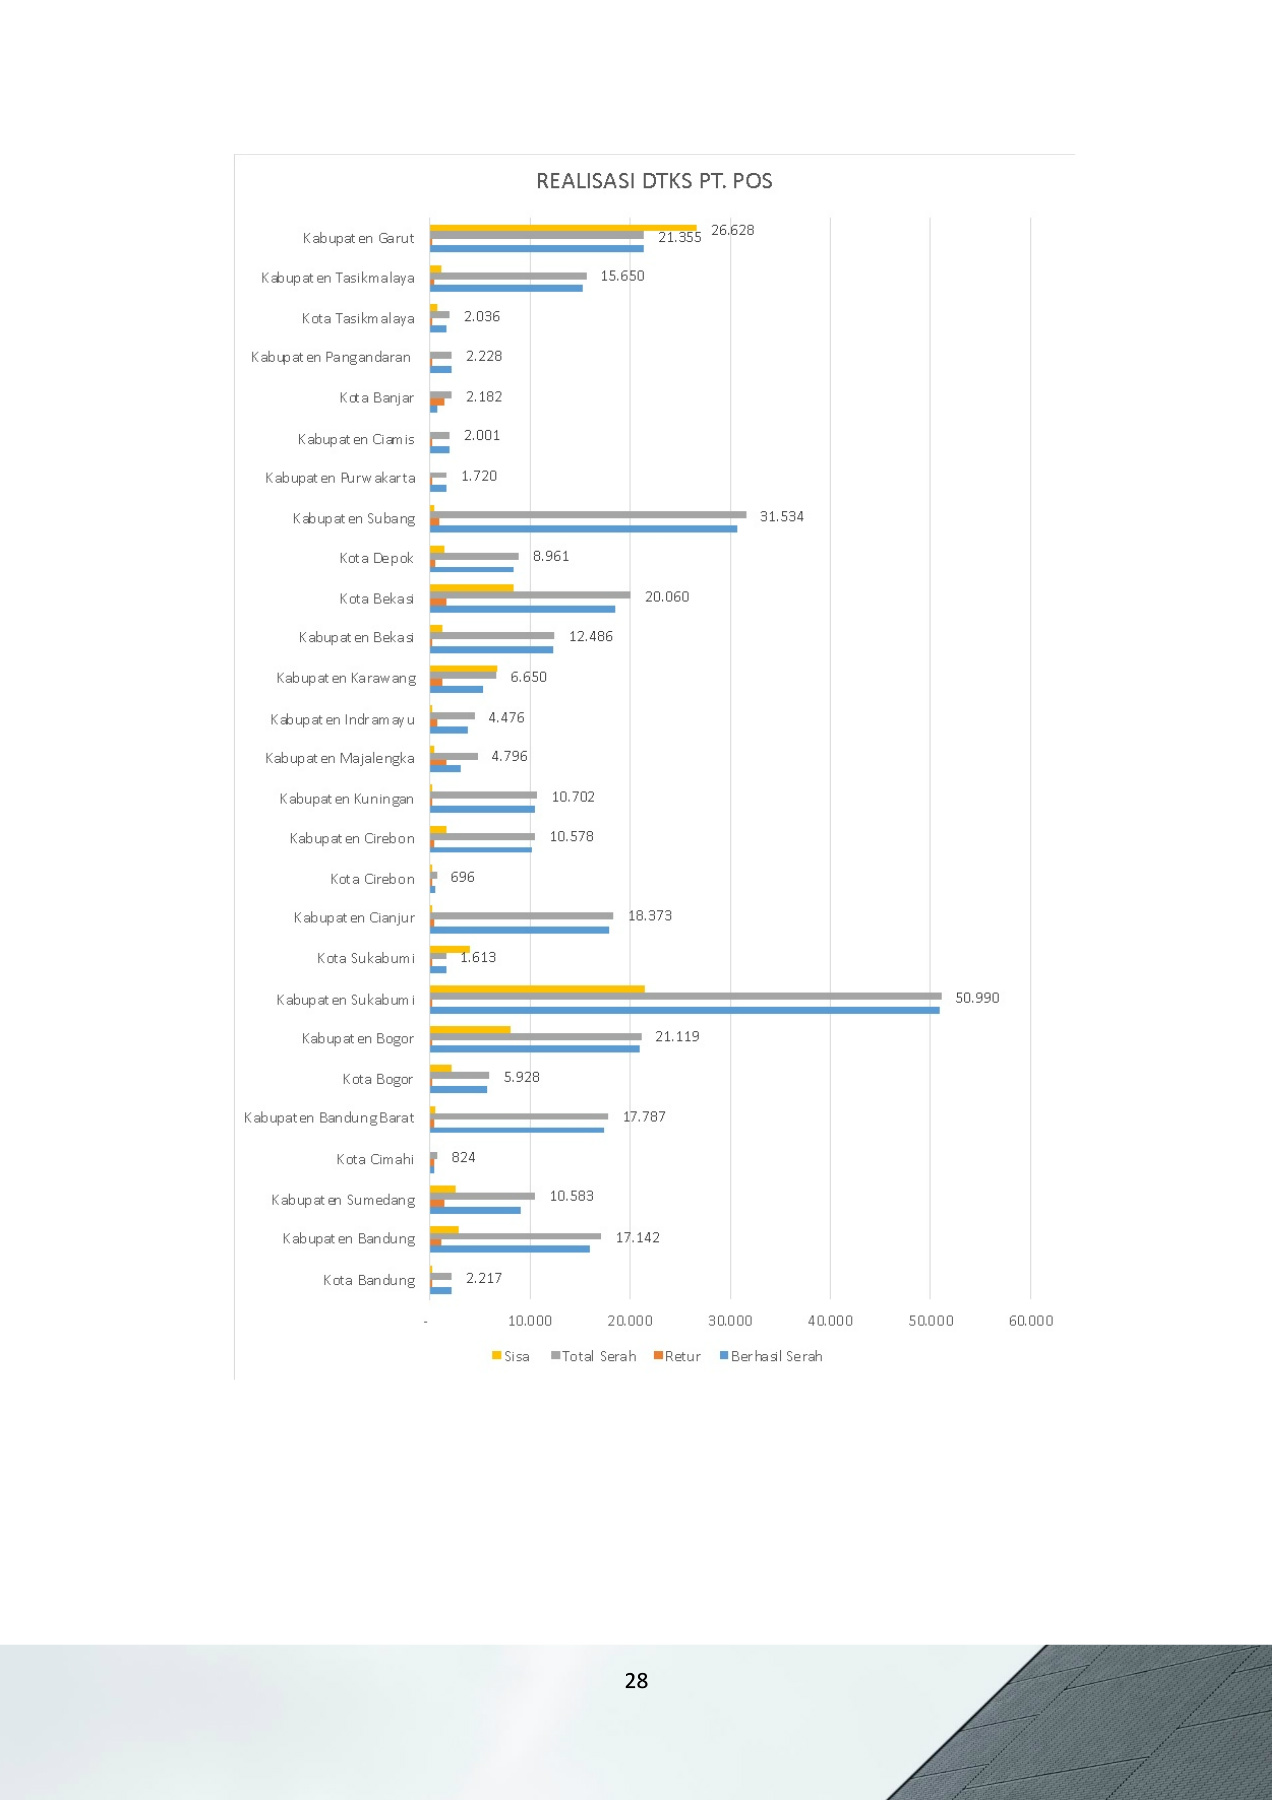 REALISASI DTKS PT. POS
Kabupaten Garut 26.628
21.355
Kabupaten Tasikmalaya 15.650
Kota Tasikmalaya 2.036
Kabupaten Pangandaran 2.228
Kota Banjar 2.182
Kabupaten Ciamis 2.001
Kabupaten Purwakarta 1.720
Kabupaten Subang 31.534
Kota Depok 8.961
Kota Bekasi 20.060
Kabupaten Bekasi 12.486
Kabupaten Karawang 6.650
Kabupaten Indramayu 4.476
Kabupaten Majalengka 4.796
Kabupaten Kuningan 10.702
Kabupaten Cirebon 10.578
Kota Cirebon 696
Kabupaten Cianjur 18.373
Kota Sukabumi 1.613
Kabupaten Sukabumi 50.990
Kabupaten Bogor 21.119
Kota Bogor 5.928
Kabupaten Bandung Barat 17.787
Kota Cimahi 824
Kabupaten Sumedang 10.583
Kabupaten Bandung 17.142
Kota Bandung 2.217
- 10.000 20.000 30.000 40.000 50.000 60.000
Sisa Total Serah Retur Berhasil Serah
28